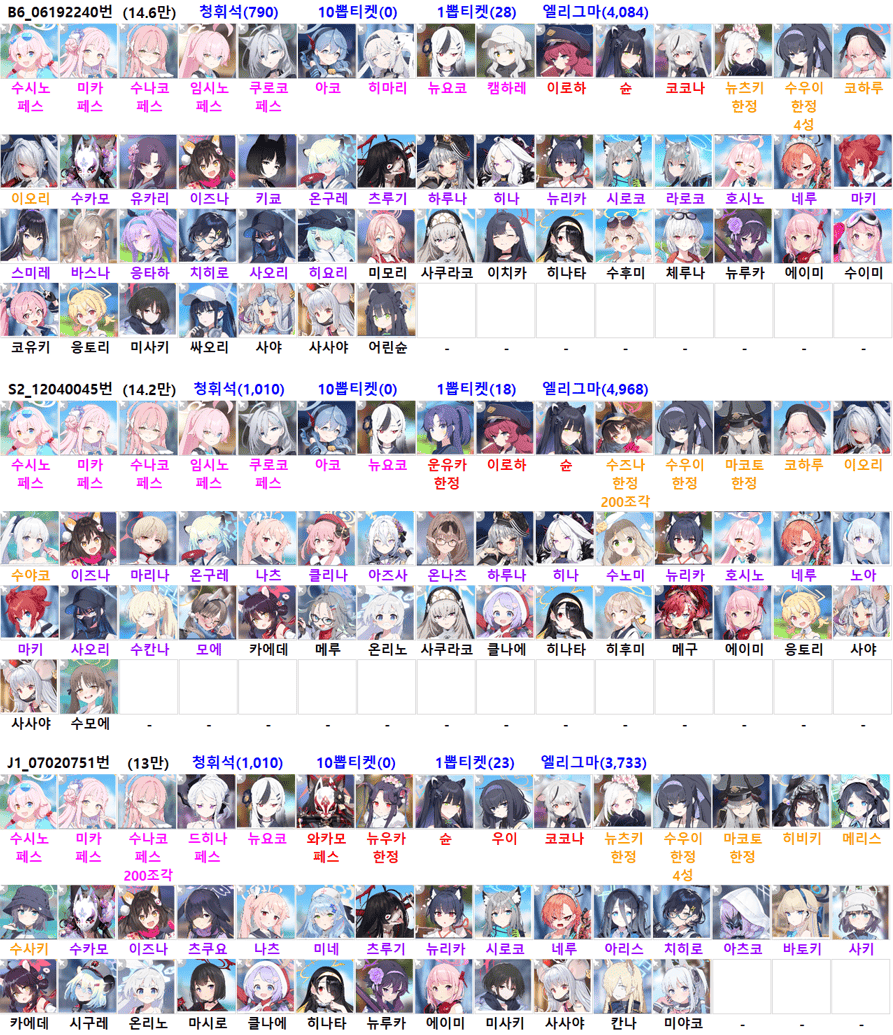 B6_06192240번 (14.6만) 청휘석(790) 10뽑티켓(0) 1뽑티켓(28) 엘리그마(4,084)
수시노 미카 수나코 임시노 쿠로코 아코 히마리 뉴요코 캠하레 이로하 슌 코코나 뉴츠키 수우이 코하루
페스 페스 페스 페스 페스 한정 한정
4성
이오리 수카모 유카리 이즈나 키쿄 온구레 츠루기 하루나 히나 뉴리카 시로코 라로코 호시노 네루 마키
스미레 바스나 응타하 치히로 사오리 히요리 미모리 사쿠라코 이치카 히나타 수후미 체루나 뉴루카 에이미 수이미
코유키 응토리 미사키 싸오리 사야 사사야 어린슌 - - - - - - - -
S2_12040045번 (14.2만) 청휘석(1,010) 10뽑티켓(0) 1뽑티켓(18) 엘리그마(4,968)
수시노 미카 수나코 임시노 쿠로코 아코 뉴요코 운유카 이로하 슌 수즈나 수우이 마코토 코하루 이오리
페스 페스 페스 페스 페스 한정 한정 한정 한정
200조각
수야코 이즈나 마리나 온구레 나츠 클리나 아즈사 온나츠 하루나 히나 수노미 뉴리카 호시노 네루 노아
마키 사오리 수칸나 모에 카에데 메루 온리노 사쿠라코 클나에 히나타 히후미 메구 에이미 응토리 사야
사사야 수모에 - - - - - - - - - - - - -
J1_07020751번 (13만) 청휘석(1,010) 10뽑티켓(0) 1뽑티켓(23) 엘리그마(3,733)
수시노 미카 수나코 드히나 뉴요코 와카모 뉴우카 슌 우이 코코나 뉴츠키 수우이 마코토 히비키 메리스
페스 페스 페스 페스 페스 한정 한정 한정 한정
200조각 4성
수사키 수카모 이즈나 츠쿠요 나츠 미네 츠루기 뉴리카 시로코 네루 아리스 치히로 아츠코 바토키 사키
카에데 시구레 온리노 마시로 클나에 히나타 뉴루카 에이미 미사키 사사야 칸나 미야코 - - -